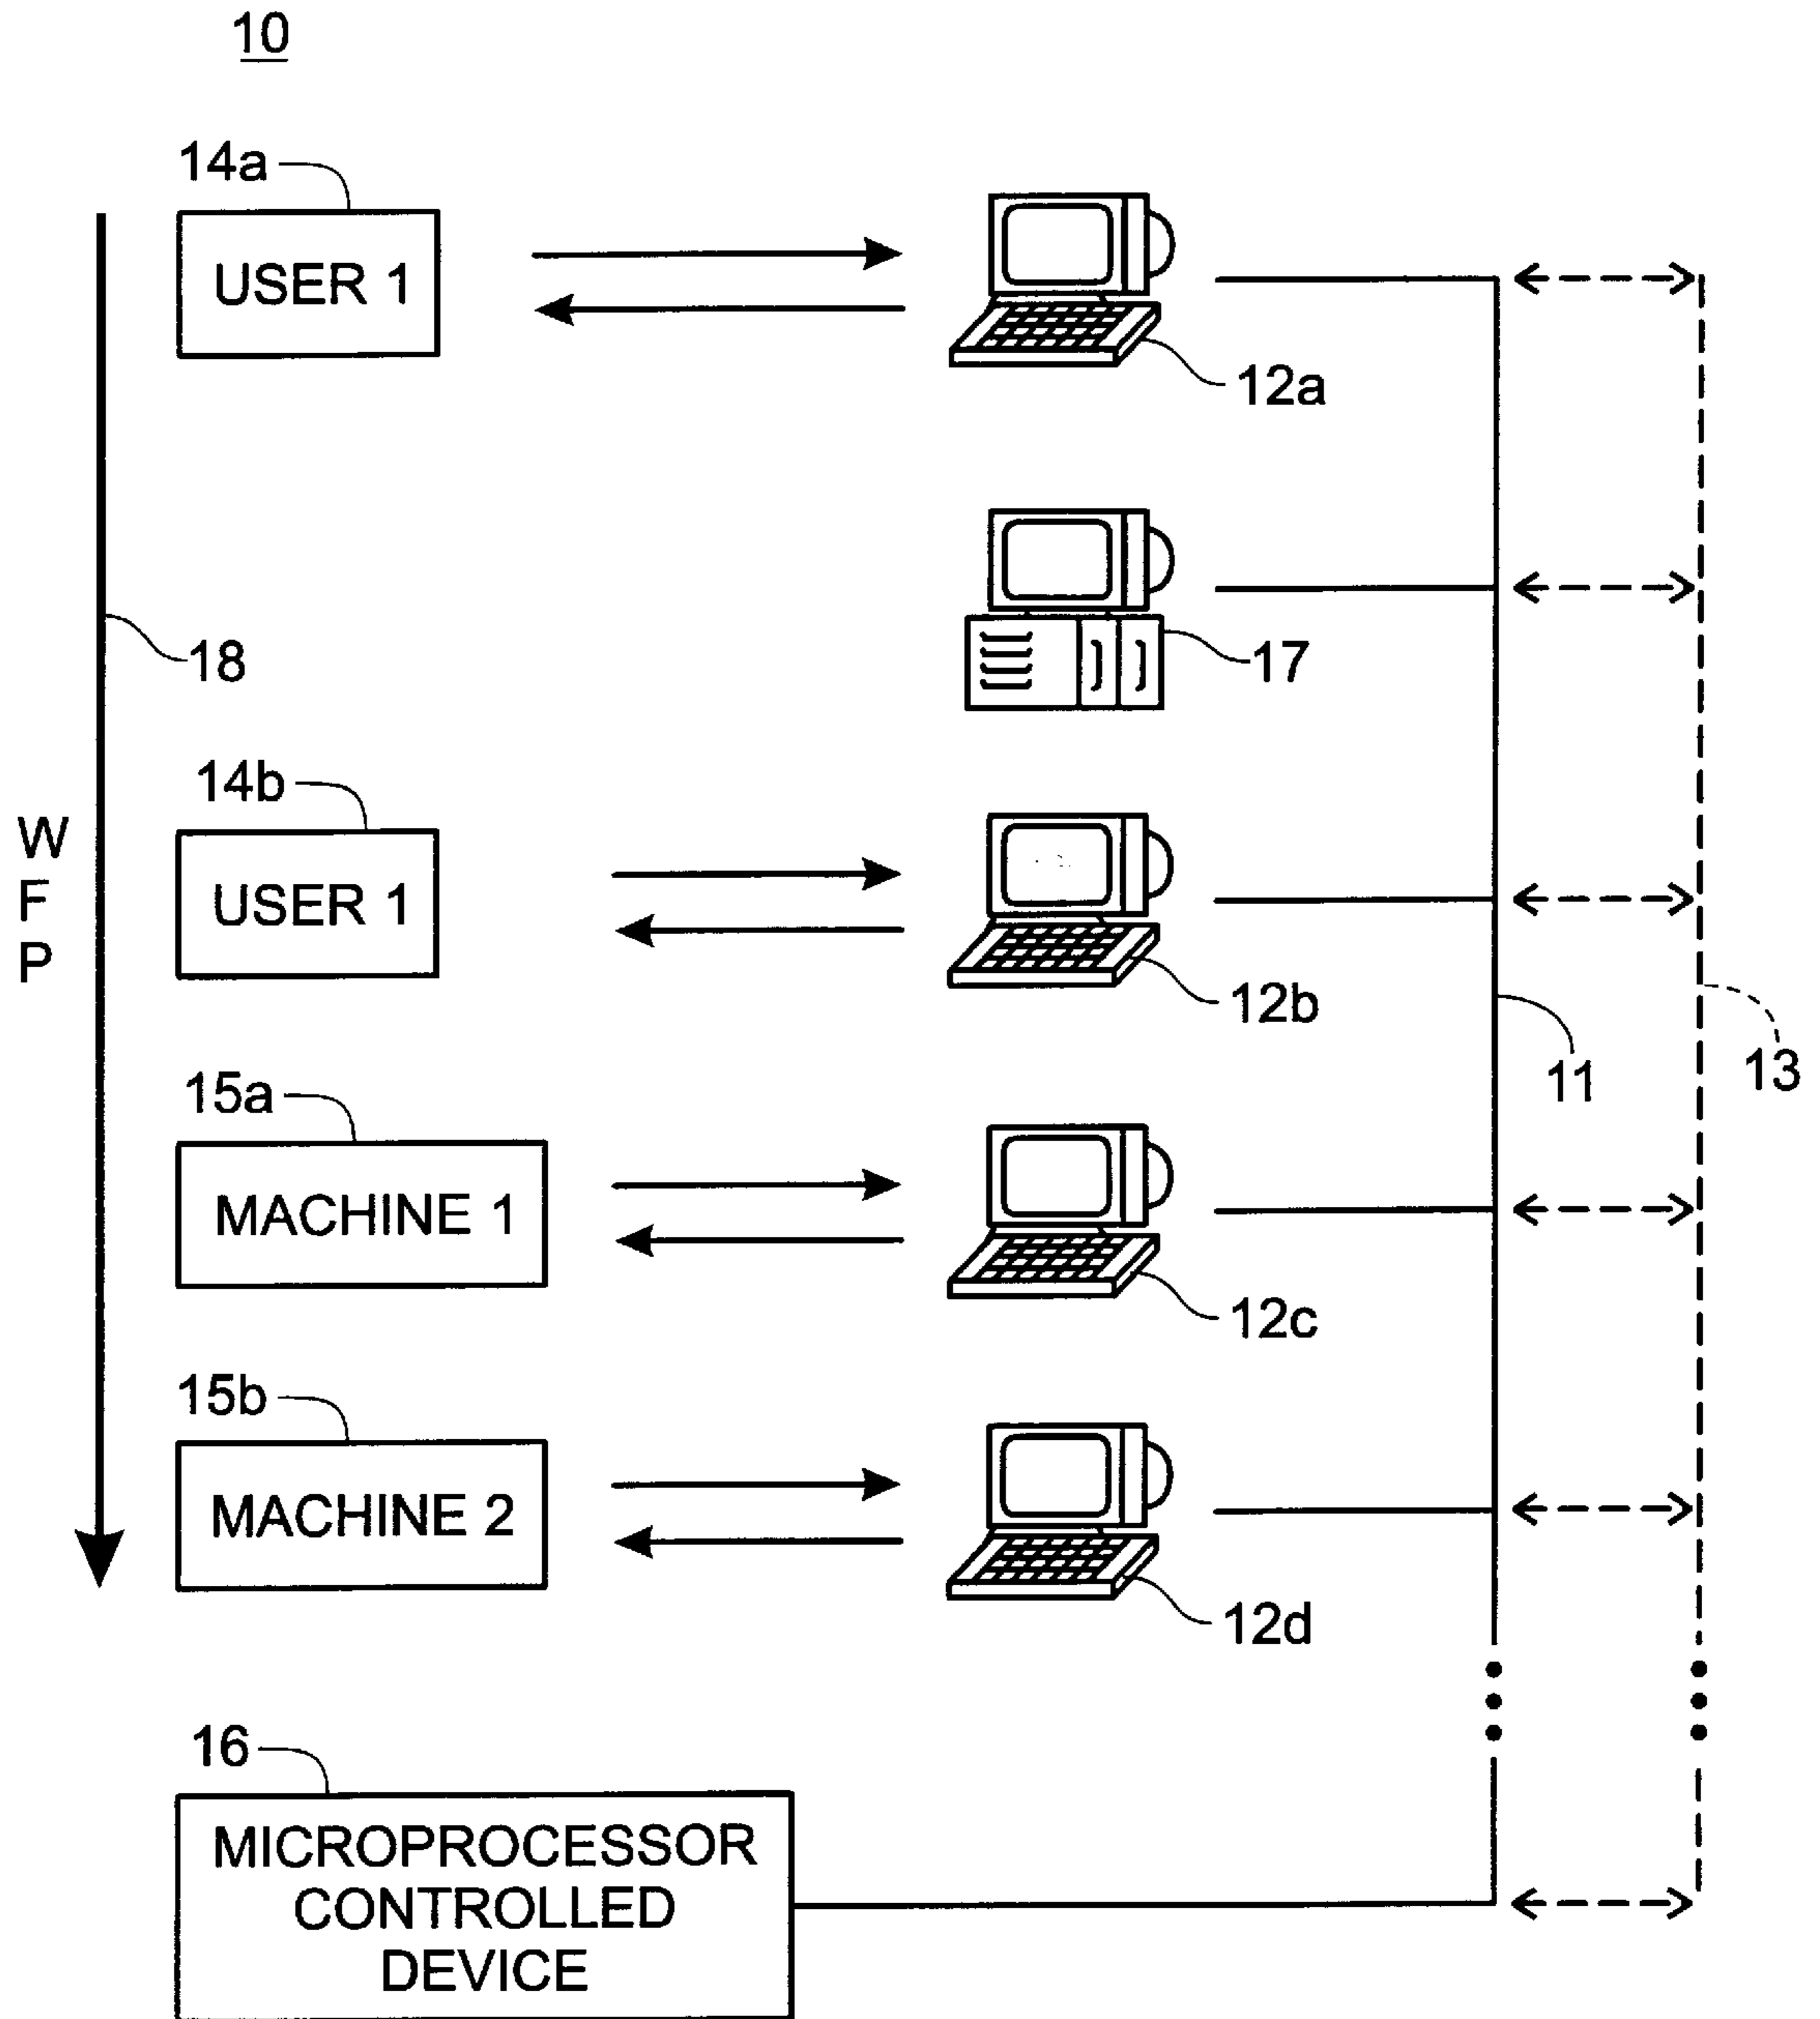 10
14a
USER 1
12a
17
18
14b
W
F
P
USER 1
12b
11
13
15a
MACHINE 1
12c
15b
MACHINE 2
12d
16
MICROPROCESSOR
CONTROLLED
DEVICE